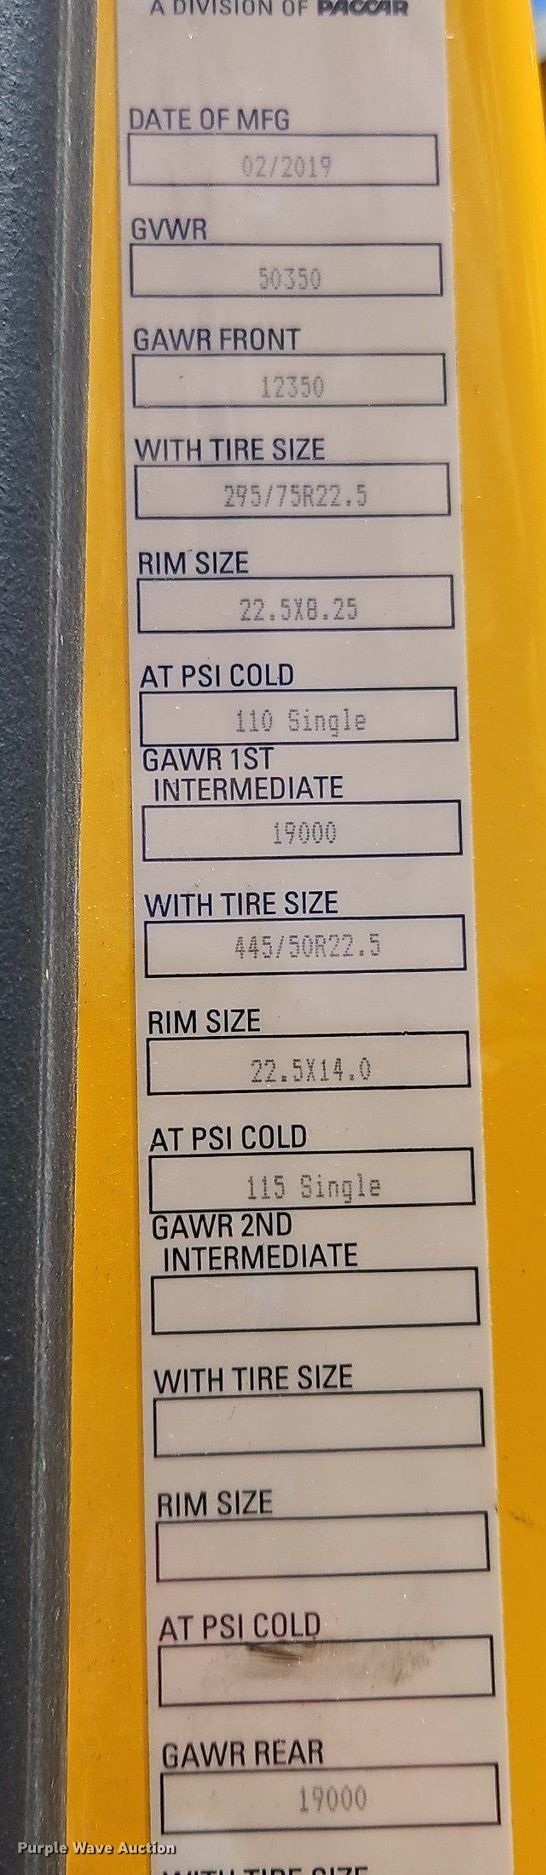 A DIVISION OF PACCAR
DATE OF MFG
02/2019
GVWR
50350
GAWR FRONT
12350
WITH TIRE SIZE
295/75R22.5
RIM SIZE
22.5X8.25
AT PSI COLD
110 Single
GAWR 1ST
INTERMEDIATE
19000
WITH TIRE SIZE
445/50R22.5
RIM SIZE
22.5X14.0
AT PSI COLD
115 Single
GAWR 2ND
INTERMEDIATE
WITH TIRE SIZE
RIM SIZE
AT PSI COLD
GAWR REAR
19000
Purple Wave Auction
WITH TIRE SIZE